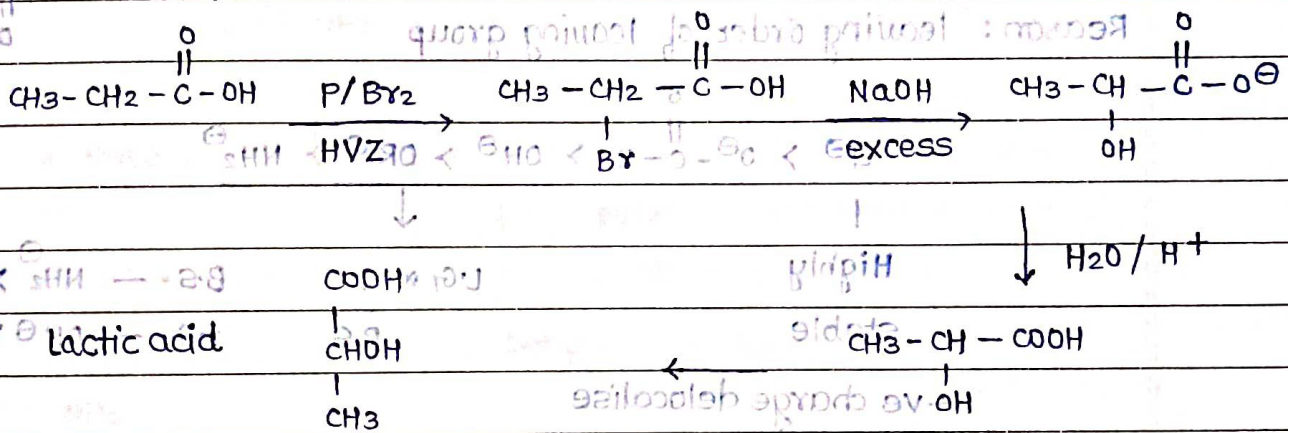 O O O
|| || ||
CH3 - CH2 - C - OH P/Br2 CH3 - CH2 - C - OH NaOH CH3 - CH - C - O⊖
HVZ Br excess OH
H2O / H+
COOH
Lactic acid CHOH CH3 - CH - COOH
CH3 OH